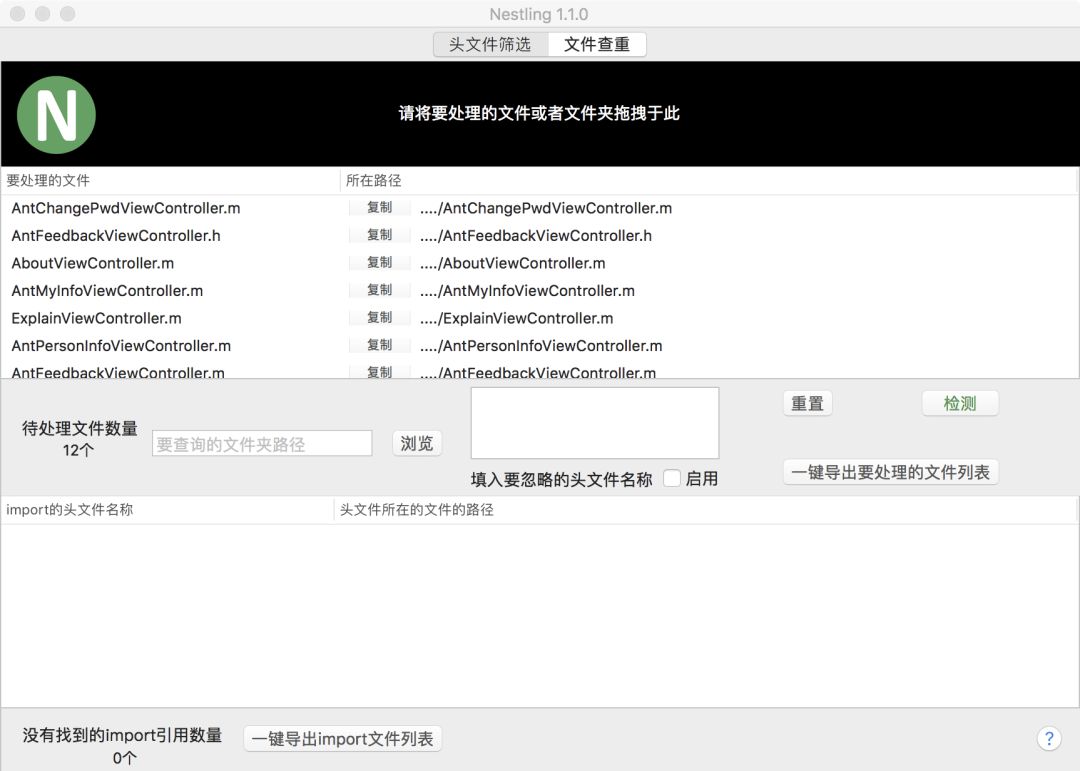 Nestling 1.1.0
头文件筛选 文件查重
N
请将要处理的文件或者文件夹拖拽于此
要处理的文件 所在路径
AntChangePwdViewController.m 复制 ..../AntChangePwdViewController.m
AntFeedbackViewController.h 复制 ..../AntFeedbackViewController.h
AboutViewController.m 复制 ..../AboutViewController.m
AntMyInfoViewController.m 复制 ..../AntMyInfoViewController.m
ExplainViewController.m 复制 ..../ExplainViewController.m
AntPersonInfoViewController.m 复制 ..../AntPersonInfoViewController.m
AntFeedbackViewController.m 复制 ..../AntFeedbackViewController.m
重置 检测
待处理文件数量
12个
要查询的文件夹路径 浏览
填入要忽略的头文件名称 启用
一键导出要处理的文件列表
import的头文件名称 头文件所在的文件的路径
没有找到的import引用数量
0个
一键导出import文件列表
?